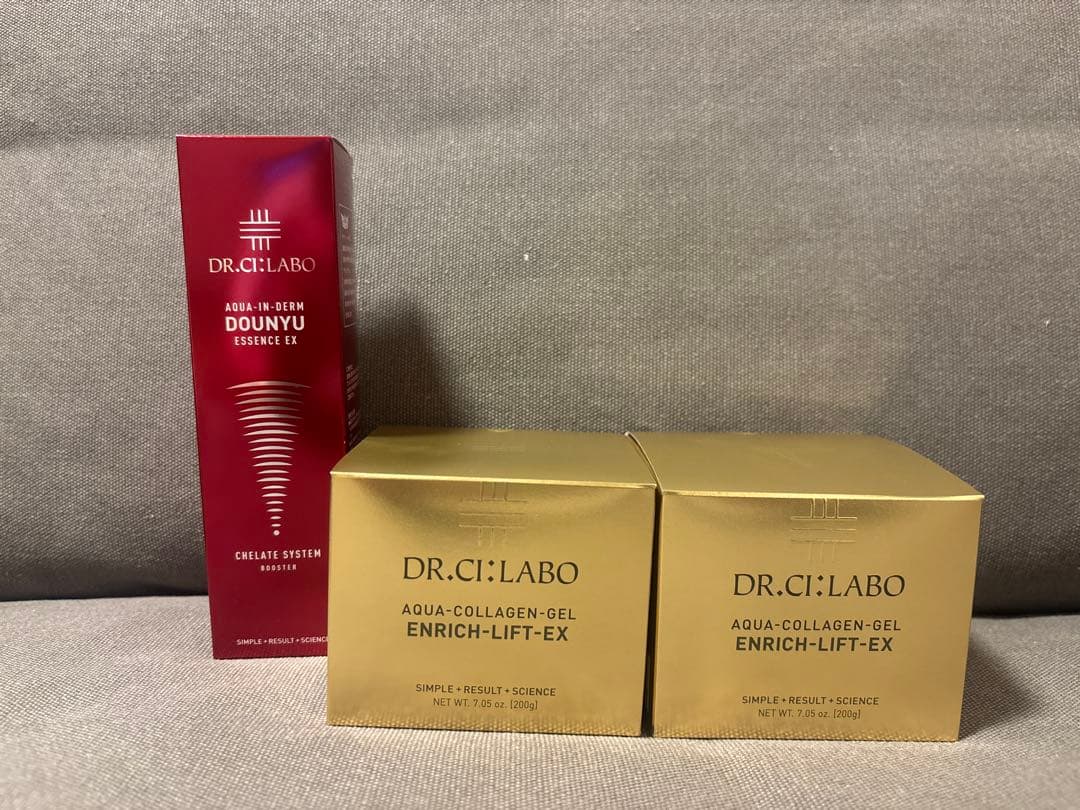 DR.CI:LABO
AQUA-IN-DERM
DOUNYU
ESSENCE EX
CHELATE SYSTEM
BOOSTER
SIMPLE+RESULT+SCIENCE
DR.CI:LABO
AQUA-COLLAGEN-GEL
ENRICH-LIFT-EX
SIMPLE+RESULT+SCIENCE
NET WT. 7.05 oz. [200g]
DR.CI:LABO
AQUA-COLLAGEN-GEL
ENRICH-LIFT-EX
SIMPLE+RESULT+SCIENCE
NET WT. 7.05 oz. [200g]